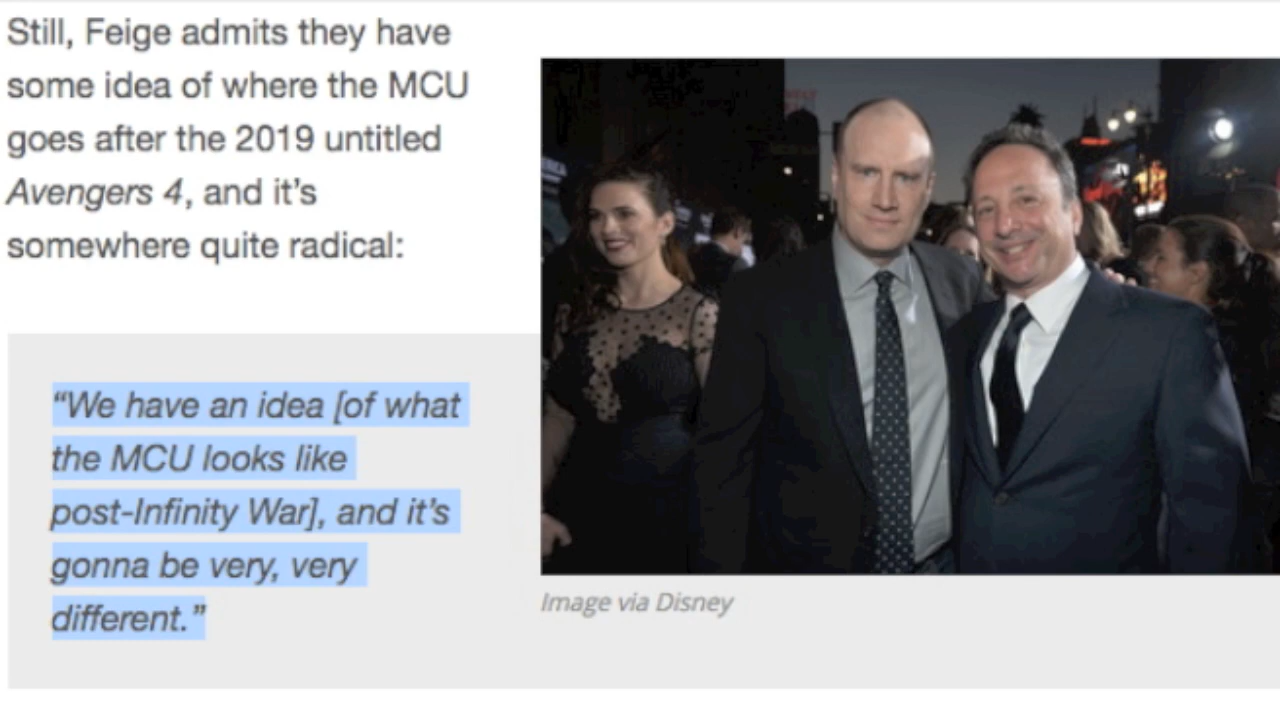 Still, Feige admits they have
some idea of where the MCU
goes after the 2019 untitled
Avengers 4, and it’s
somewhere quite radical:
“We have an idea [of what
the MCU looks like
post-Infinity War], and it’s
gonna be very, very
different.”
Image via Disney